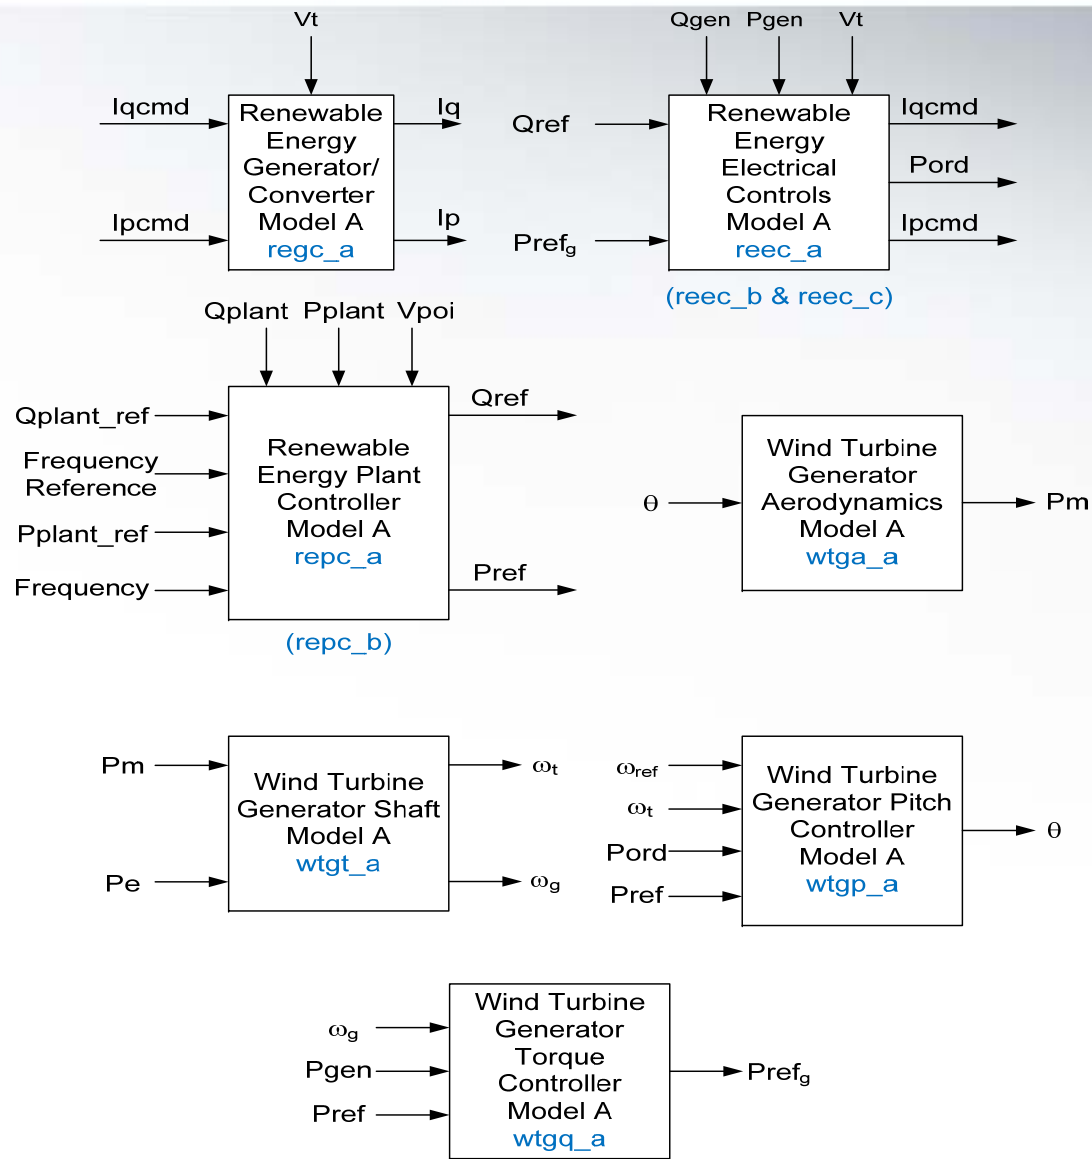 Vt
Iqcmd
Ipcmd
Renewable
Energy
Generator/
Converter
Model A
regc_a
Iq
Ip
Qgen Pgen Vt
Qref
Prefg
Renewable
Energy
Electrical
Controls
Model A
reec_a
Iqcmd
Pord
Ipcmd
(reec_b & reec_c)
Qplant Pplant Vpoi
Qplant_ref
Frequency
Reference
Pplant_ref
Frequency
Renewable
Energy Plant
Controller
Model A
repc_a
Qref
Pref
(repc_b)
θ
Wind Turbine
Generator
Aerodynamics
Model A
wtga_a
Pm
Pm
Pe
Wind Turbine
Generator Shaft
Model A
wtgt_a
ωt
ωg
ωref
ωt
Pord
Pref
Wind Turbine
Generator Pitch
Controller
Model A
wtgp_a
θ
ωg
Pgen
Pref
Wind Turbine
Generator
Torque
Controller
Model A
wtgq_a
Prefg